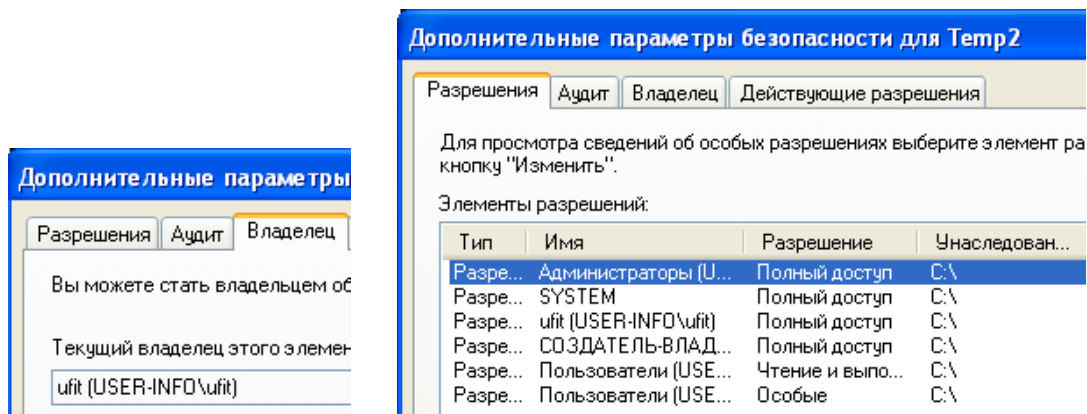 Дополнительные параметры
Разрешения Аудит Владелец
Вы можете стать владельцем об
Текущий владелец этого элемен
ufit (USER-INFO\ufit)
Дополнительные параметры безопасности для Temp2
Разрешения Аудит Владелец Действующие разрешения
Для просмотра сведений об особых разрешениях выберите элемент ра
кнопку "Изменить".
Элементы разрешений:
Тип Имя Разрешение Унаследован...
Разре... Администраторы (U... Полный доступ C:\
Разре... SYSTEM Полный доступ C:\
Разре... ufit (USER-INFO\ufit) Полный доступ C:\
Разре... СОЗДАТЕЛЬ-ВЛАД... Полный доступ C:\
Разре... Пользователи (USE... Чтение и выпо... C:\
Разре... Пользователи (USE... Особые C:\